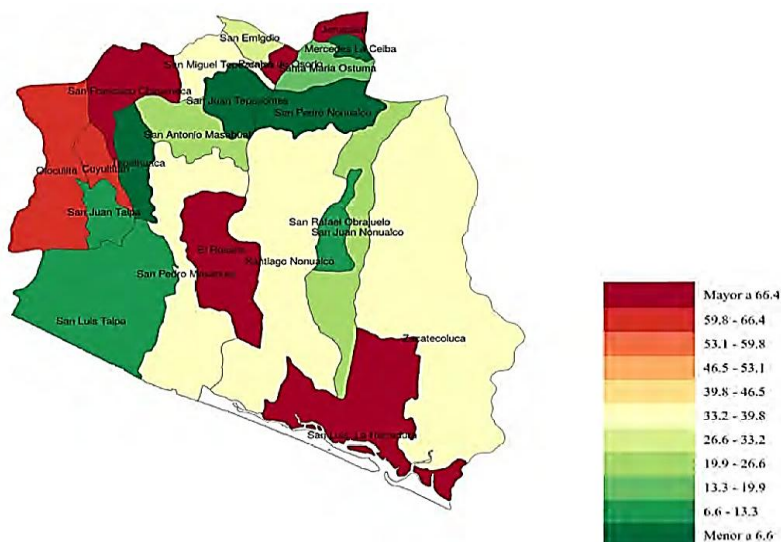 Jerusalén
San Emigdio
Mercedes La Ceiba
San Miguel Tepezontes
Paraíso de Osorio
Santa María Ostuma
San Francisco Chinameca
San Juan Tepezontes
San Pedro Nonualco
San Antonio Masahuat
Tapalhuaca
Olocuilta
Cuyultitán
San Juan Talpa
San Rafael Obrajuelo
San Juan Nonualco
El Rosario
Santiago Nonualco
San Pedro Masahuat
San Luis Talpa
Zacatecoluca
San Luis La Herradura
Mayor a 66.4
59.8 - 66.4
53.1 - 59.8
46.5 - 53.1
39.8 - 46.5
33.2 - 39.8
26.6 - 33.2
19.9 - 26.6
13.3 - 19.9
6.6 - 13.3
Menor a 6.6